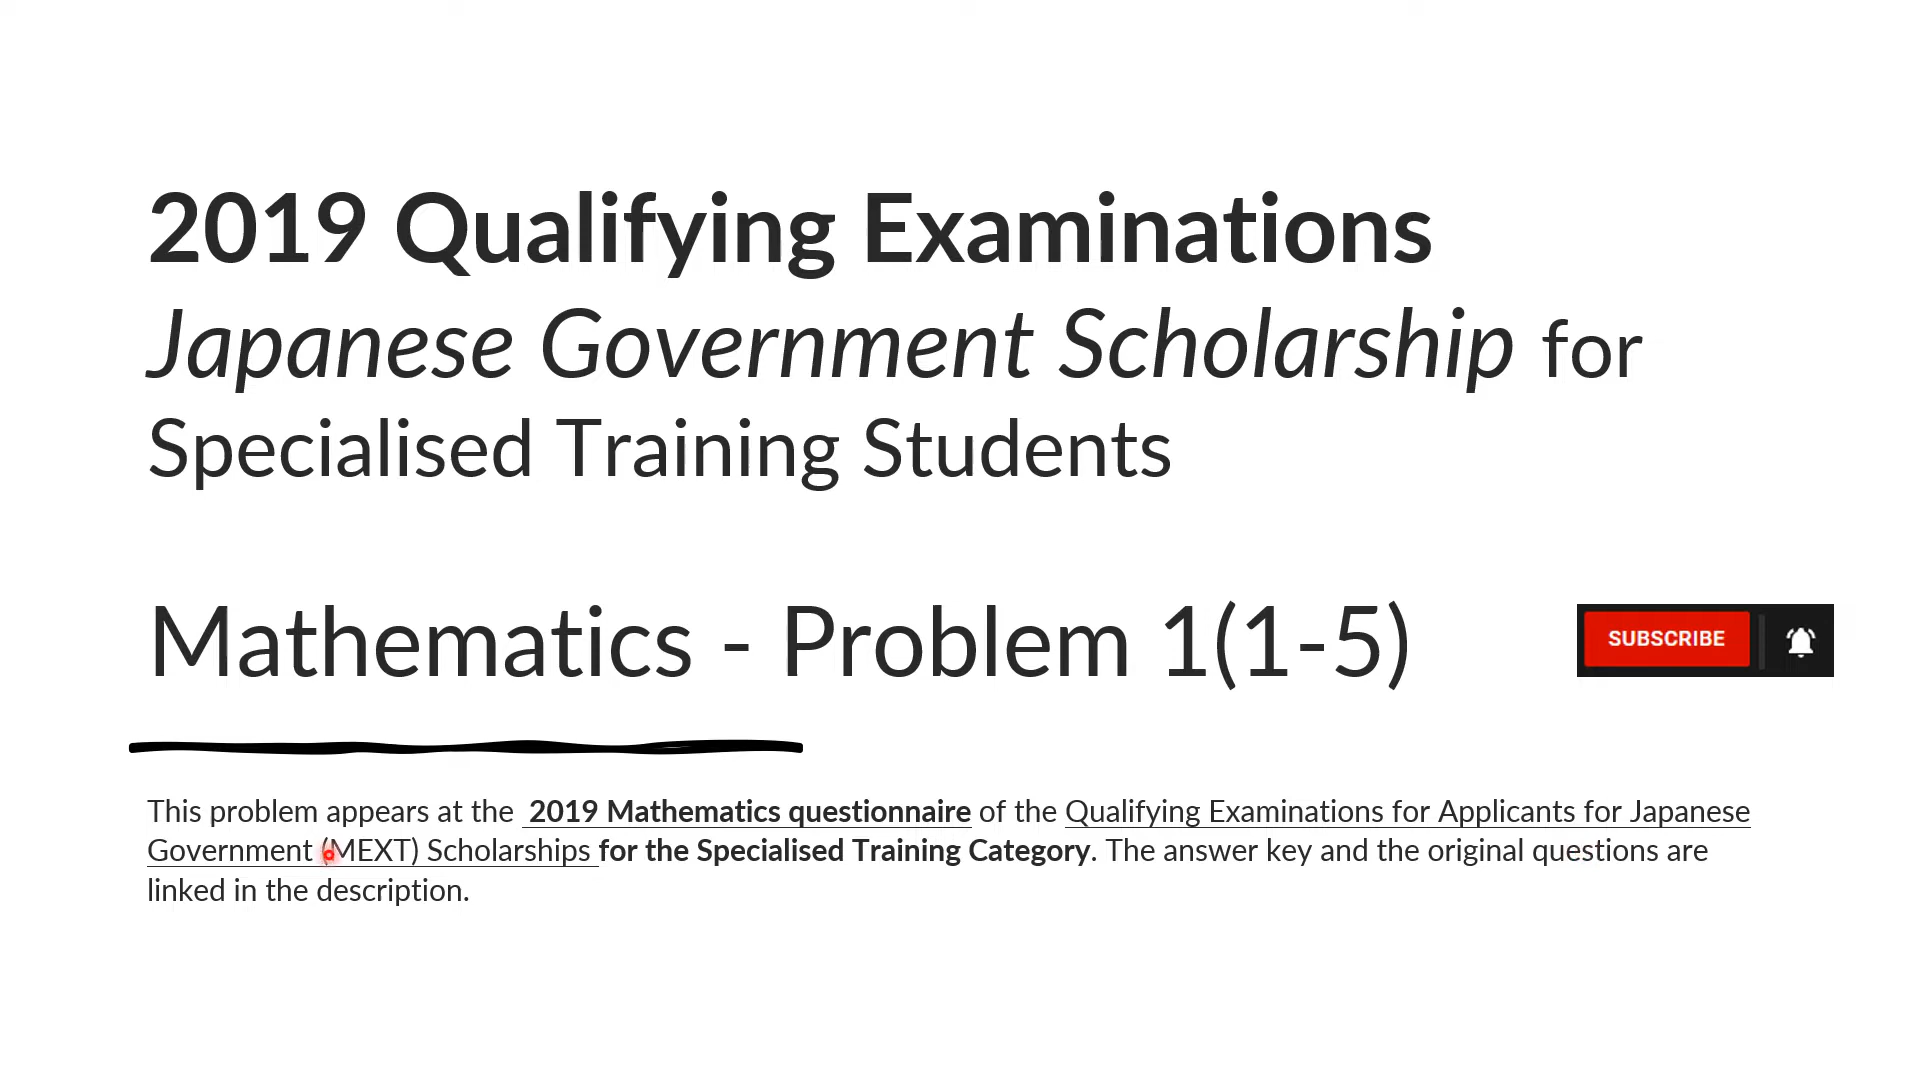 2019 Qualifying Examinations
Japanese Government Scholarship for
Specialised Training Students
Mathematics - Problem 1(1-5)
SUBSCRIBE
This problem appears at the 2019 Mathematics questionnaire of the Qualifying Examinations for Applicants for Japanese
Government (MEXT) Scholarships for the Specialised Training Category. The answer key and the original questions are
linked in the description.